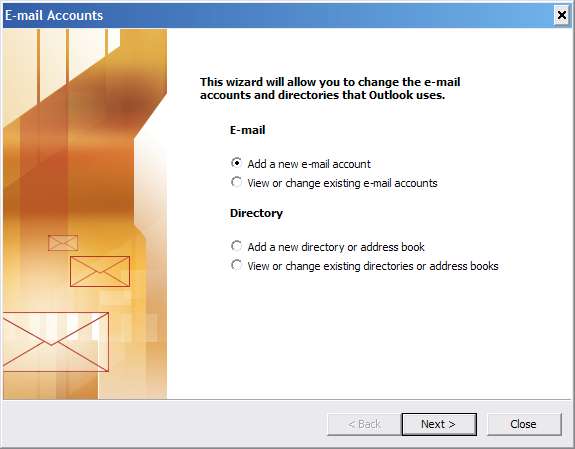 E-mail Accounts
This wizard will allow you to change the e-mail
accounts and directories that Outlook uses.
E-mail
Add a new e-mail account
View or change existing e-mail accounts
Directory
Add a new directory or address book
View or change existing directories or address books
< Back Next > Close